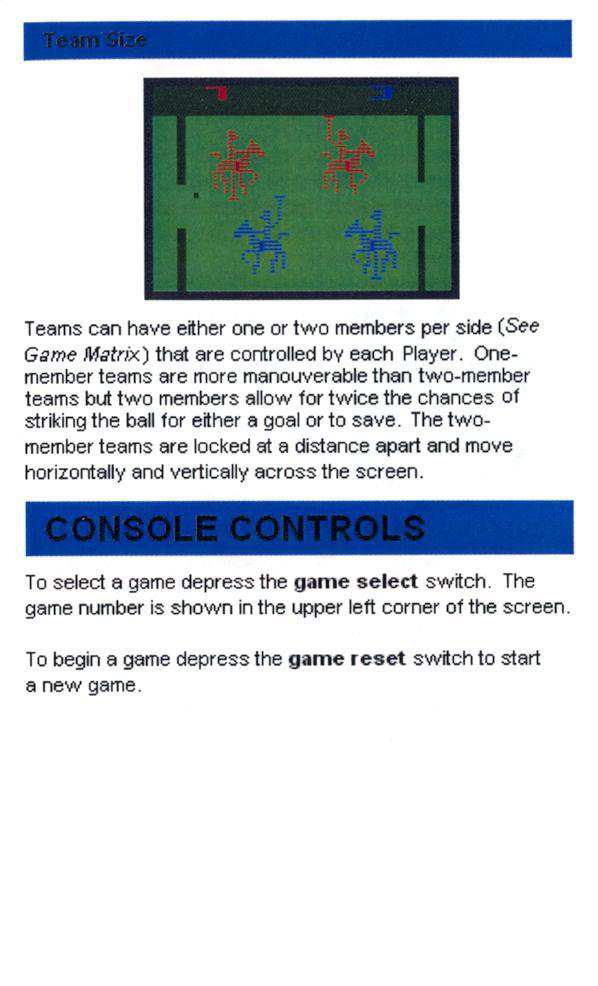 Team Size
Teams can have either one or two members per side (See
Game Matrix) that are controlled by each Player. One-
member teams are more manouverable than two-member
teams but two members allow for twice the chances of
striking the ball for either a goal or to save. The two-
member teams are locked at a distance apart and move
horizontally and vertically across the screen.
CONSOLE CONTROLS
To select a game depress the game select switch. The
game number is shown in the upper left corner of the screen.
To begin a game depress the game reset switch to start
a new game.